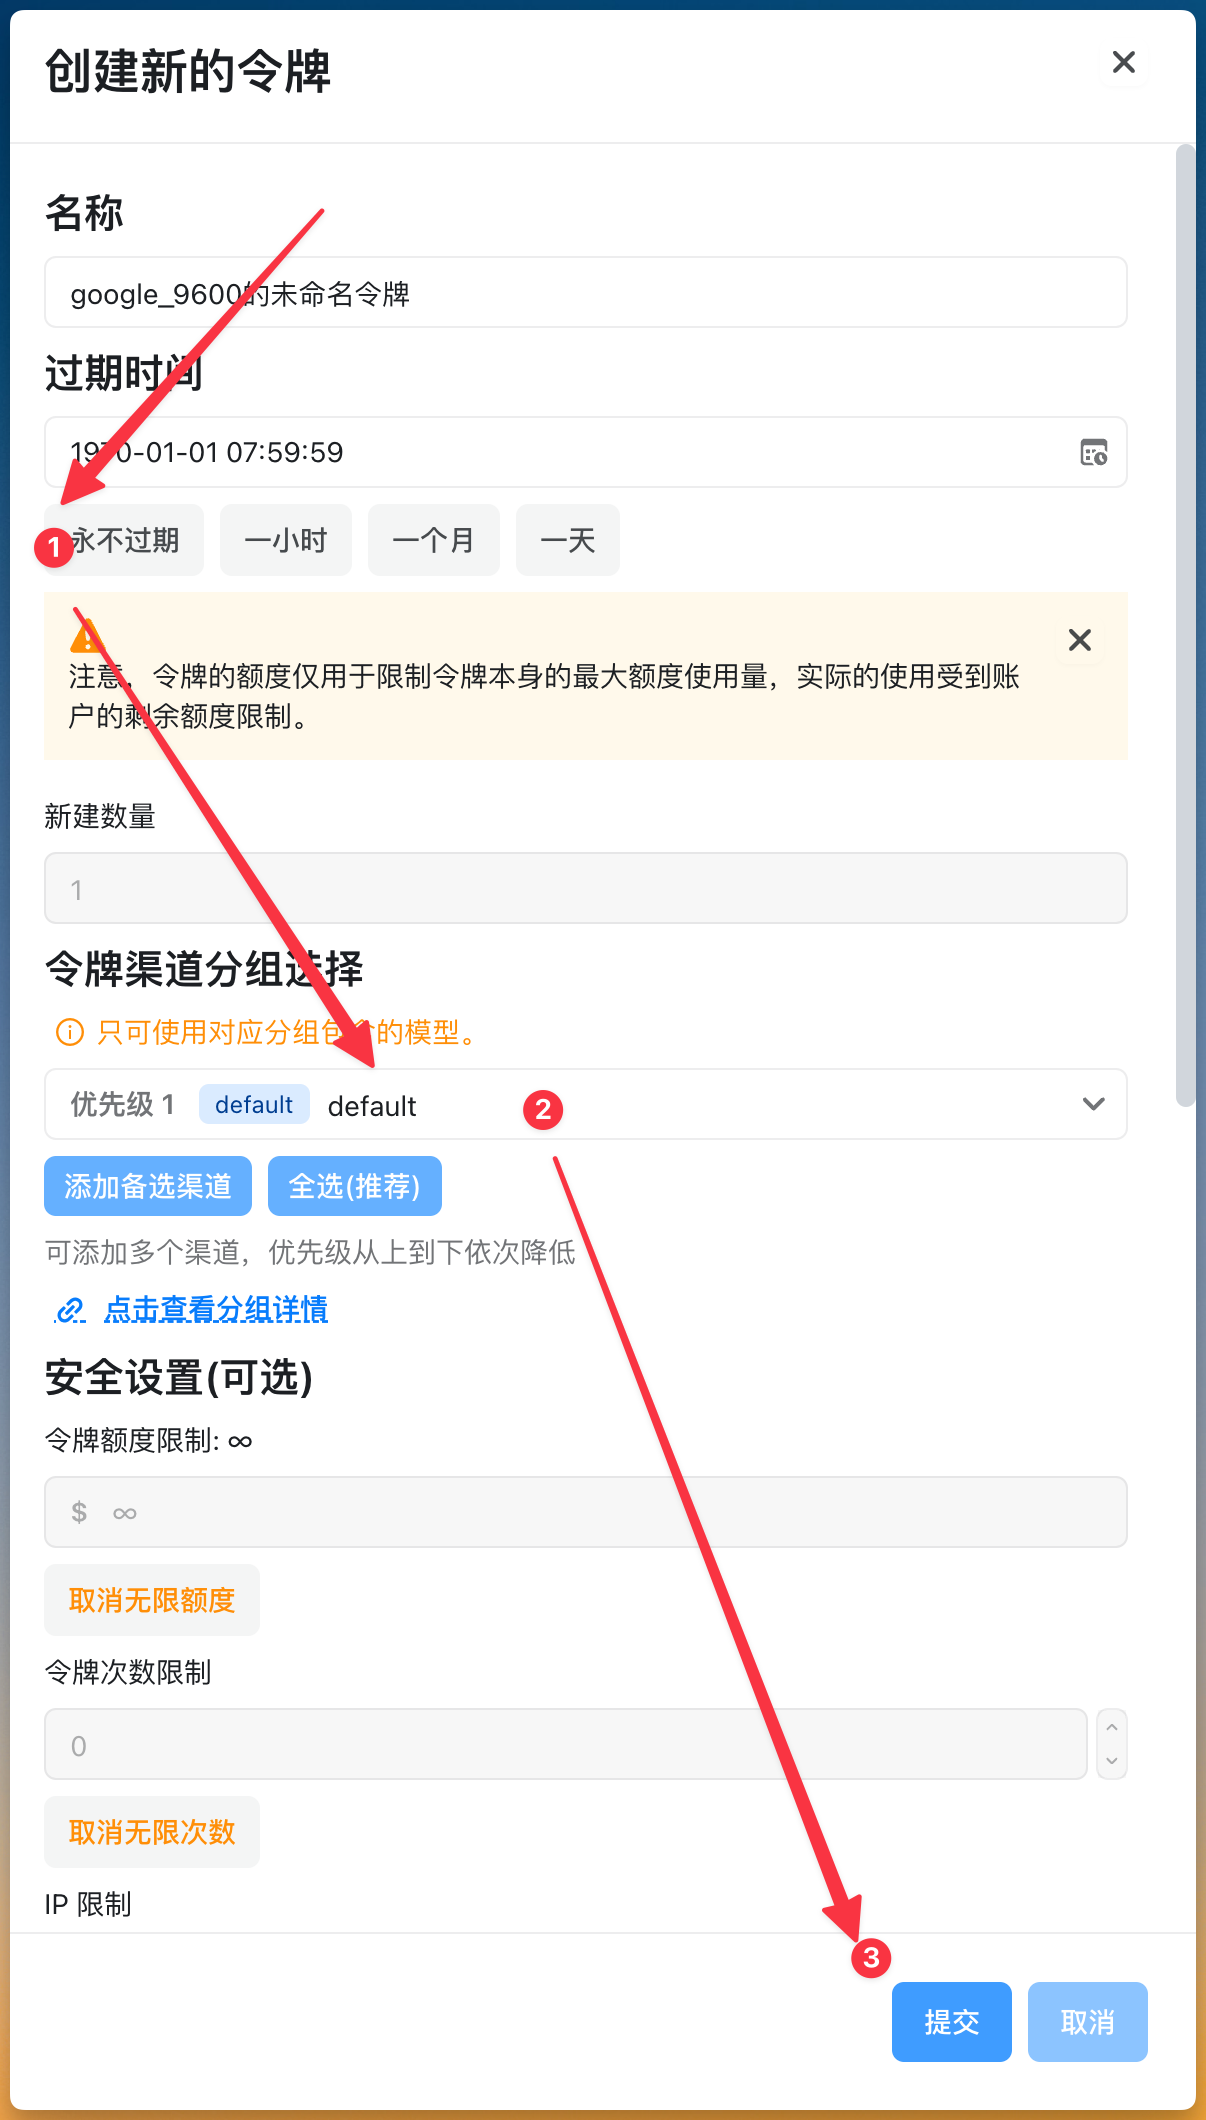 创建新的令牌
名称
google_9600的未命名令牌
过期时间
1970-01-01 07:59:59
1
永不过期 一小时 一个月 一天
注意，令牌的额度仅用于限制令牌本身的最大额度使用量，实际的使用受到账
户的剩余额度限制。
新建数量
1
令牌渠道分组选择
只可使用对应分组包含的模型。
优先级 1 default default
2
添加备选渠道 全选(推荐)
可添加多个渠道，优先级从上到下依次降低
点击查看分组详情
安全设置(可选)
令牌额度限制: ∞
$ ∞
取消无限额度
令牌次数限制
0
取消无限次数
IP 限制
3
提交 取消